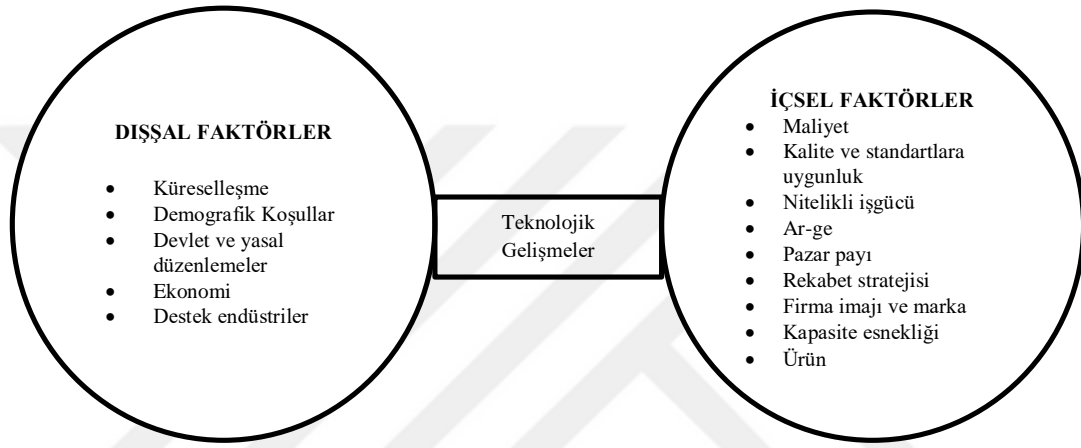 DIŞŞAL FAKTÖRLER
• Küreselleşme
• Demografik Koşullar
• Devlet ve yasal
düzenlemeler
• Ekonomi
• Destek endüstriler
Teknolojik
Gelişmeler
İÇSEL FAKTÖRLER
• Maliyet
• Kalite ve standartlara
uygunluk
• Nitelikli işgücü
• Ar-ge
• Pazar payı
• Rekabet stratejisi
• Firma imajı ve marka
• Kapasite esnekliği
• Ürün